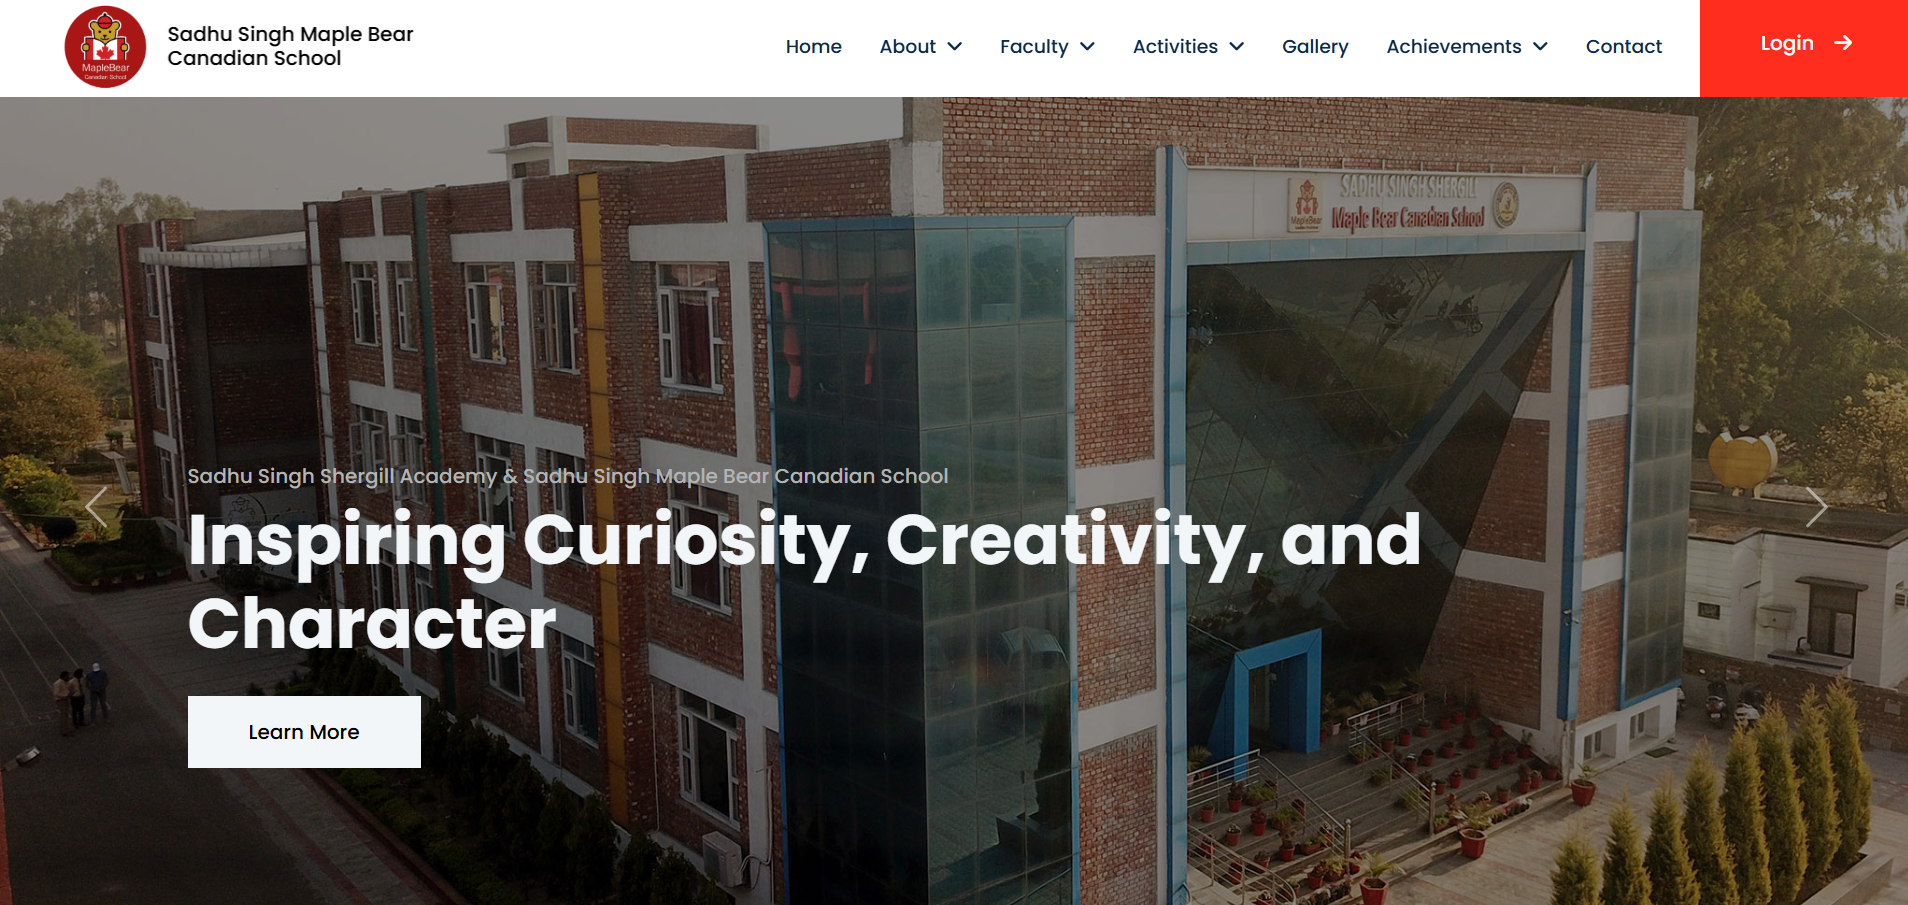 MapleBear
Canadian School
Sadhu Singh Maple Bear
Canadian School
Home
About
Faculty
Activities
Gallery
Achievements
Contact
Login
SADHU SINGH SHERGILL
MapleBear
Maple Bear Canadian School
Sadhu Singh Shergill Academy & Sadhu Singh Maple Bear Canadian School
Inspiring Curiosity, Creativity, and
Character
Learn More